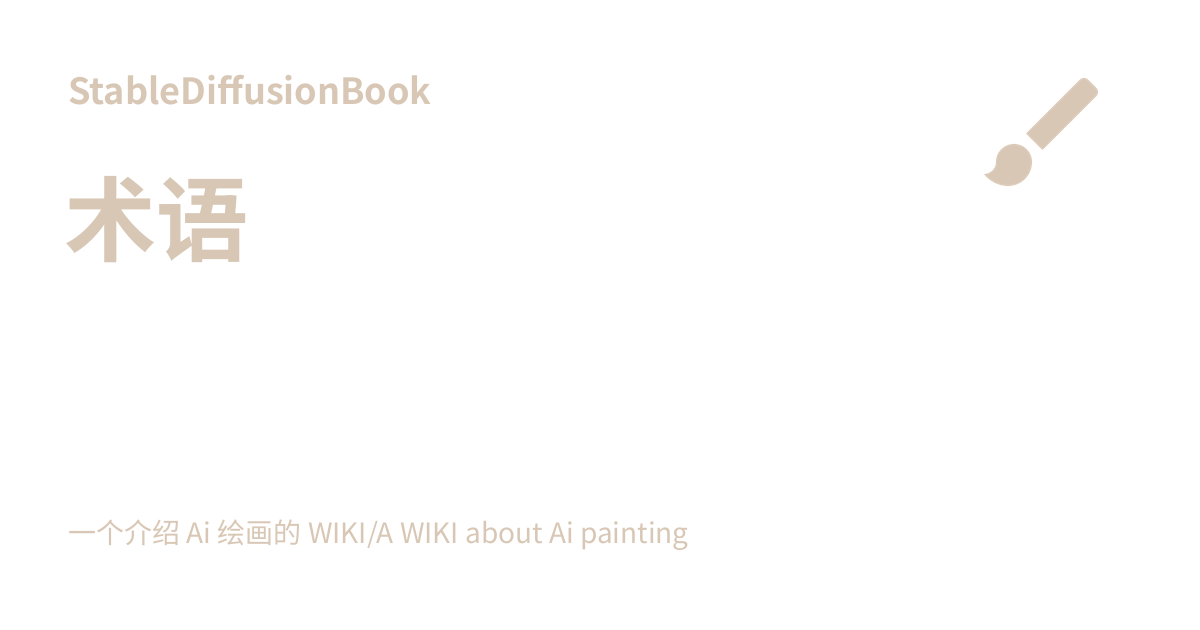 StableDiffusionBook
术语
一个介绍 Ai 绘画的 WIKI/A WIKI about Ai painting